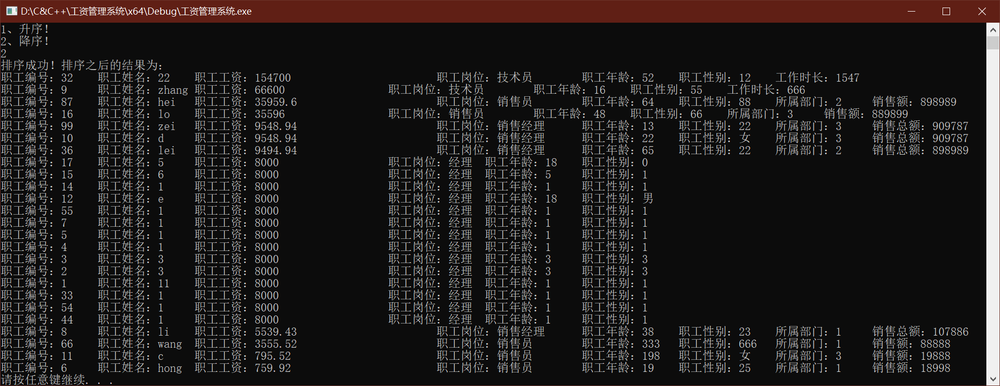 D:\C&C++\工资管理系统\x64\Debug\工资管理系统.exe
1、升序！
2、降序！
2
排序成功！排序之后的结果为：
职工编号：32 职工姓名：22 职工工资：154700 职工岗位：技术员 职工年龄：52 职工性别：12 工作时长：1547
职工编号：9 职工姓名：zhang 职工工资：66600 职工岗位：技术员 职工年龄：16 职工性别：55 工作时长：666
职工编号：87 职工姓名：hei 职工工资：35959.6 职工岗位：销售员 职工年龄：64 职工性别：88 所属部门：2 销售额：898989
职工编号：16 职工姓名：lo 职工工资：35596 职工岗位：销售员 职工年龄：48 职工性别：66 所属部门：3 销售额：889899
职工编号：99 职工姓名：zei 职工工资：9548.94 职工岗位：销售经理 职工年龄：13 职工性别：22 所属部门：3 销售总额：909787
职工编号：10 职工姓名：d 职工工资：9548.94 职工岗位：销售经理 职工年龄：22 职工性别：女 所属部门：3 销售总额：909787
职工编号：36 职工姓名：lei 职工工资：9494.94 职工岗位：销售经理 职工年龄：65 职工性别：22 所属部门：2 销售总额：898989
职工编号：17 职工姓名：5 职工工资：8000 职工岗位：经理 职工年龄：18 职工性别：0
职工编号：15 职工姓名：6 职工工资：8000 职工岗位：经理 职工年龄：5 职工性别：1
职工编号：14 职工姓名：1 职工工资：8000 职工岗位：经理 职工年龄：1 职工性别：1
职工编号：12 职工姓名：e 职工工资：8000 职工岗位：经理 职工年龄：18 职工性别：男
职工编号：55 职工姓名：1 职工工资：8000 职工岗位：经理 职工年龄：1 职工性别：1
职工编号：7 职工姓名：1 职工工资：8000 职工岗位：经理 职工年龄：1 职工性别：1
职工编号：5 职工姓名：1 职工工资：8000 职工岗位：经理 职工年龄：1 职工性别：1
职工编号：4 职工姓名：1 职工工资：8000 职工岗位：经理 职工年龄：1 职工性别：1
职工编号：3 职工姓名：3 职工工资：8000 职工岗位：经理 职工年龄：3 职工性别：3
职工编号：2 职工姓名：3 职工工资：8000 职工岗位：经理 职工年龄：3 职工性别：3
职工编号：1 职工姓名：11 职工工资：8000 职工岗位：经理 职工年龄：1 职工性别：1
职工编号：33 职工姓名：1 职工工资：8000 职工岗位：经理 职工年龄：1 职工性别：1
职工编号：54 职工姓名：1 职工工资：8000 职工岗位：经理 职工年龄：1 职工性别：1
职工编号：44 职工姓名：1 职工工资：8000 职工岗位：经理 职工年龄：1 职工性别：1
职工编号：8 职工姓名：li 职工工资：5539.43 职工岗位：销售经理 职工年龄：38 职工性别：23 所属部门：1 销售总额：107886
职工编号：66 职工姓名：wang 职工工资：3555.52 职工岗位：销售员 职工年龄：333 职工性别：666 所属部门：1 销售额：88888
职工编号：11 职工姓名：c 职工工资：795.52 职工岗位：销售员 职工年龄：198 职工性别：女 所属部门：3 销售额：19888
职工编号：6 职工姓名：hong 职工工资：759.92 职工岗位：销售员 职工年龄：19 职工性别：25 所属部门：1 销售额：18998
请按任意键继续. . .